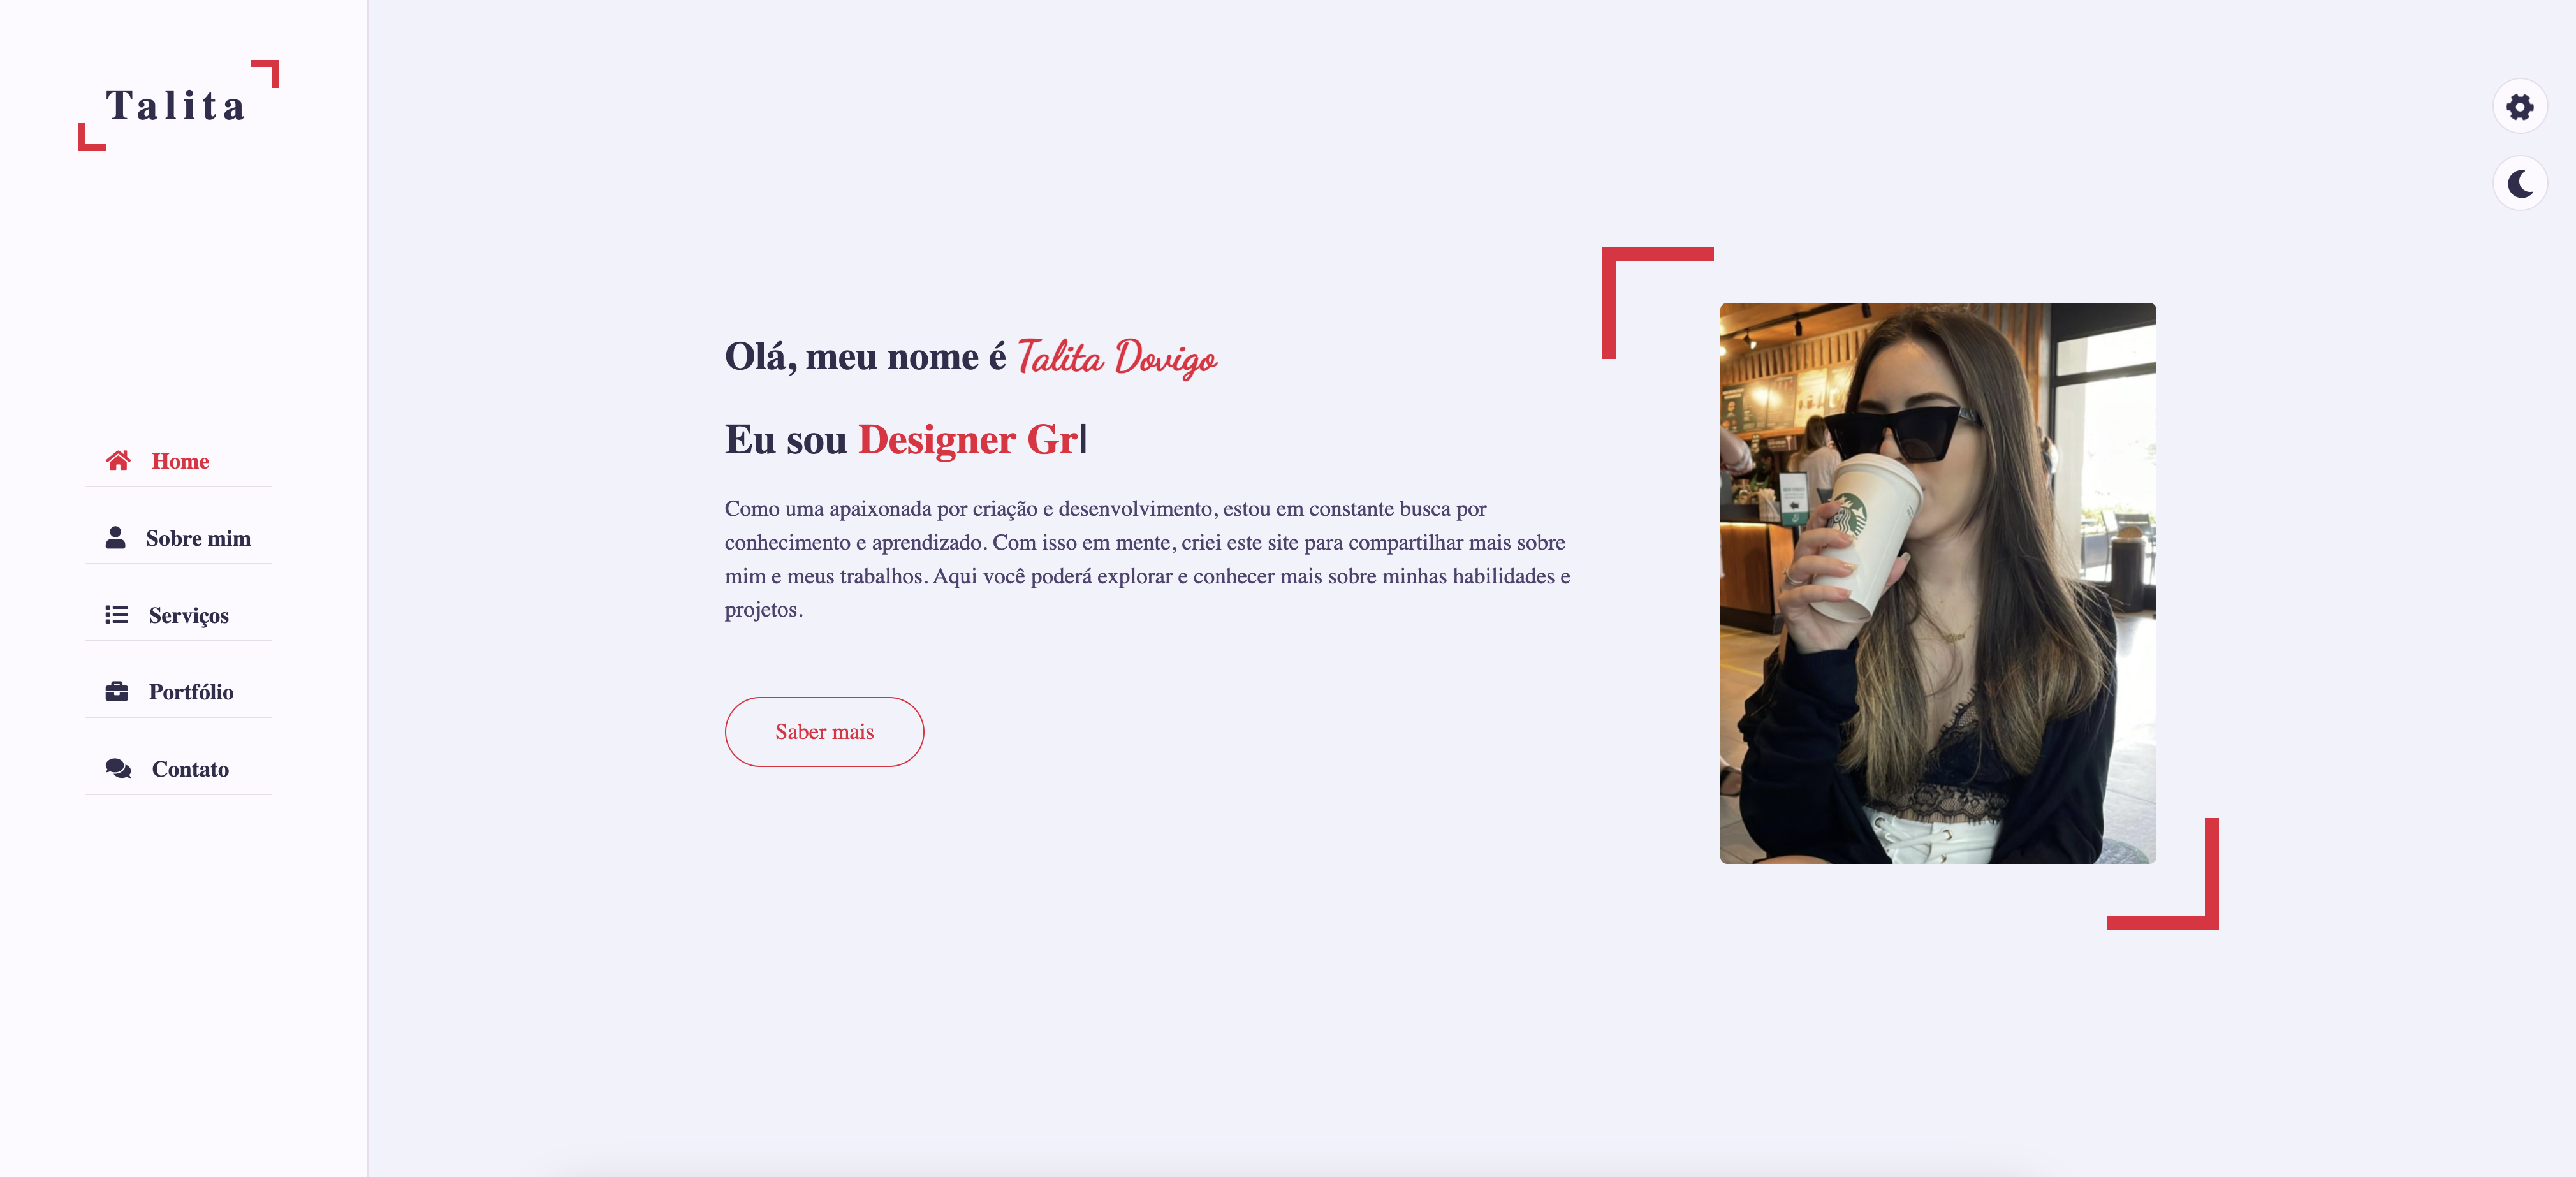 Talita
Home
Sobre mim
Serviços
Portfólio
Contato
Olá, meu nome é Talita Dovigo
Eu sou Designer Gr
Como uma apaixonada por criação e desenvolvimento, estou em constante busca por
conhecimento e aprendizado. Com isso em mente, criei este site para compartilhar mais sobre
mim e meus trabalhos. Aqui você poderá explorar e conhecer mais sobre minhas habilidades e
projetos.
Saber mais